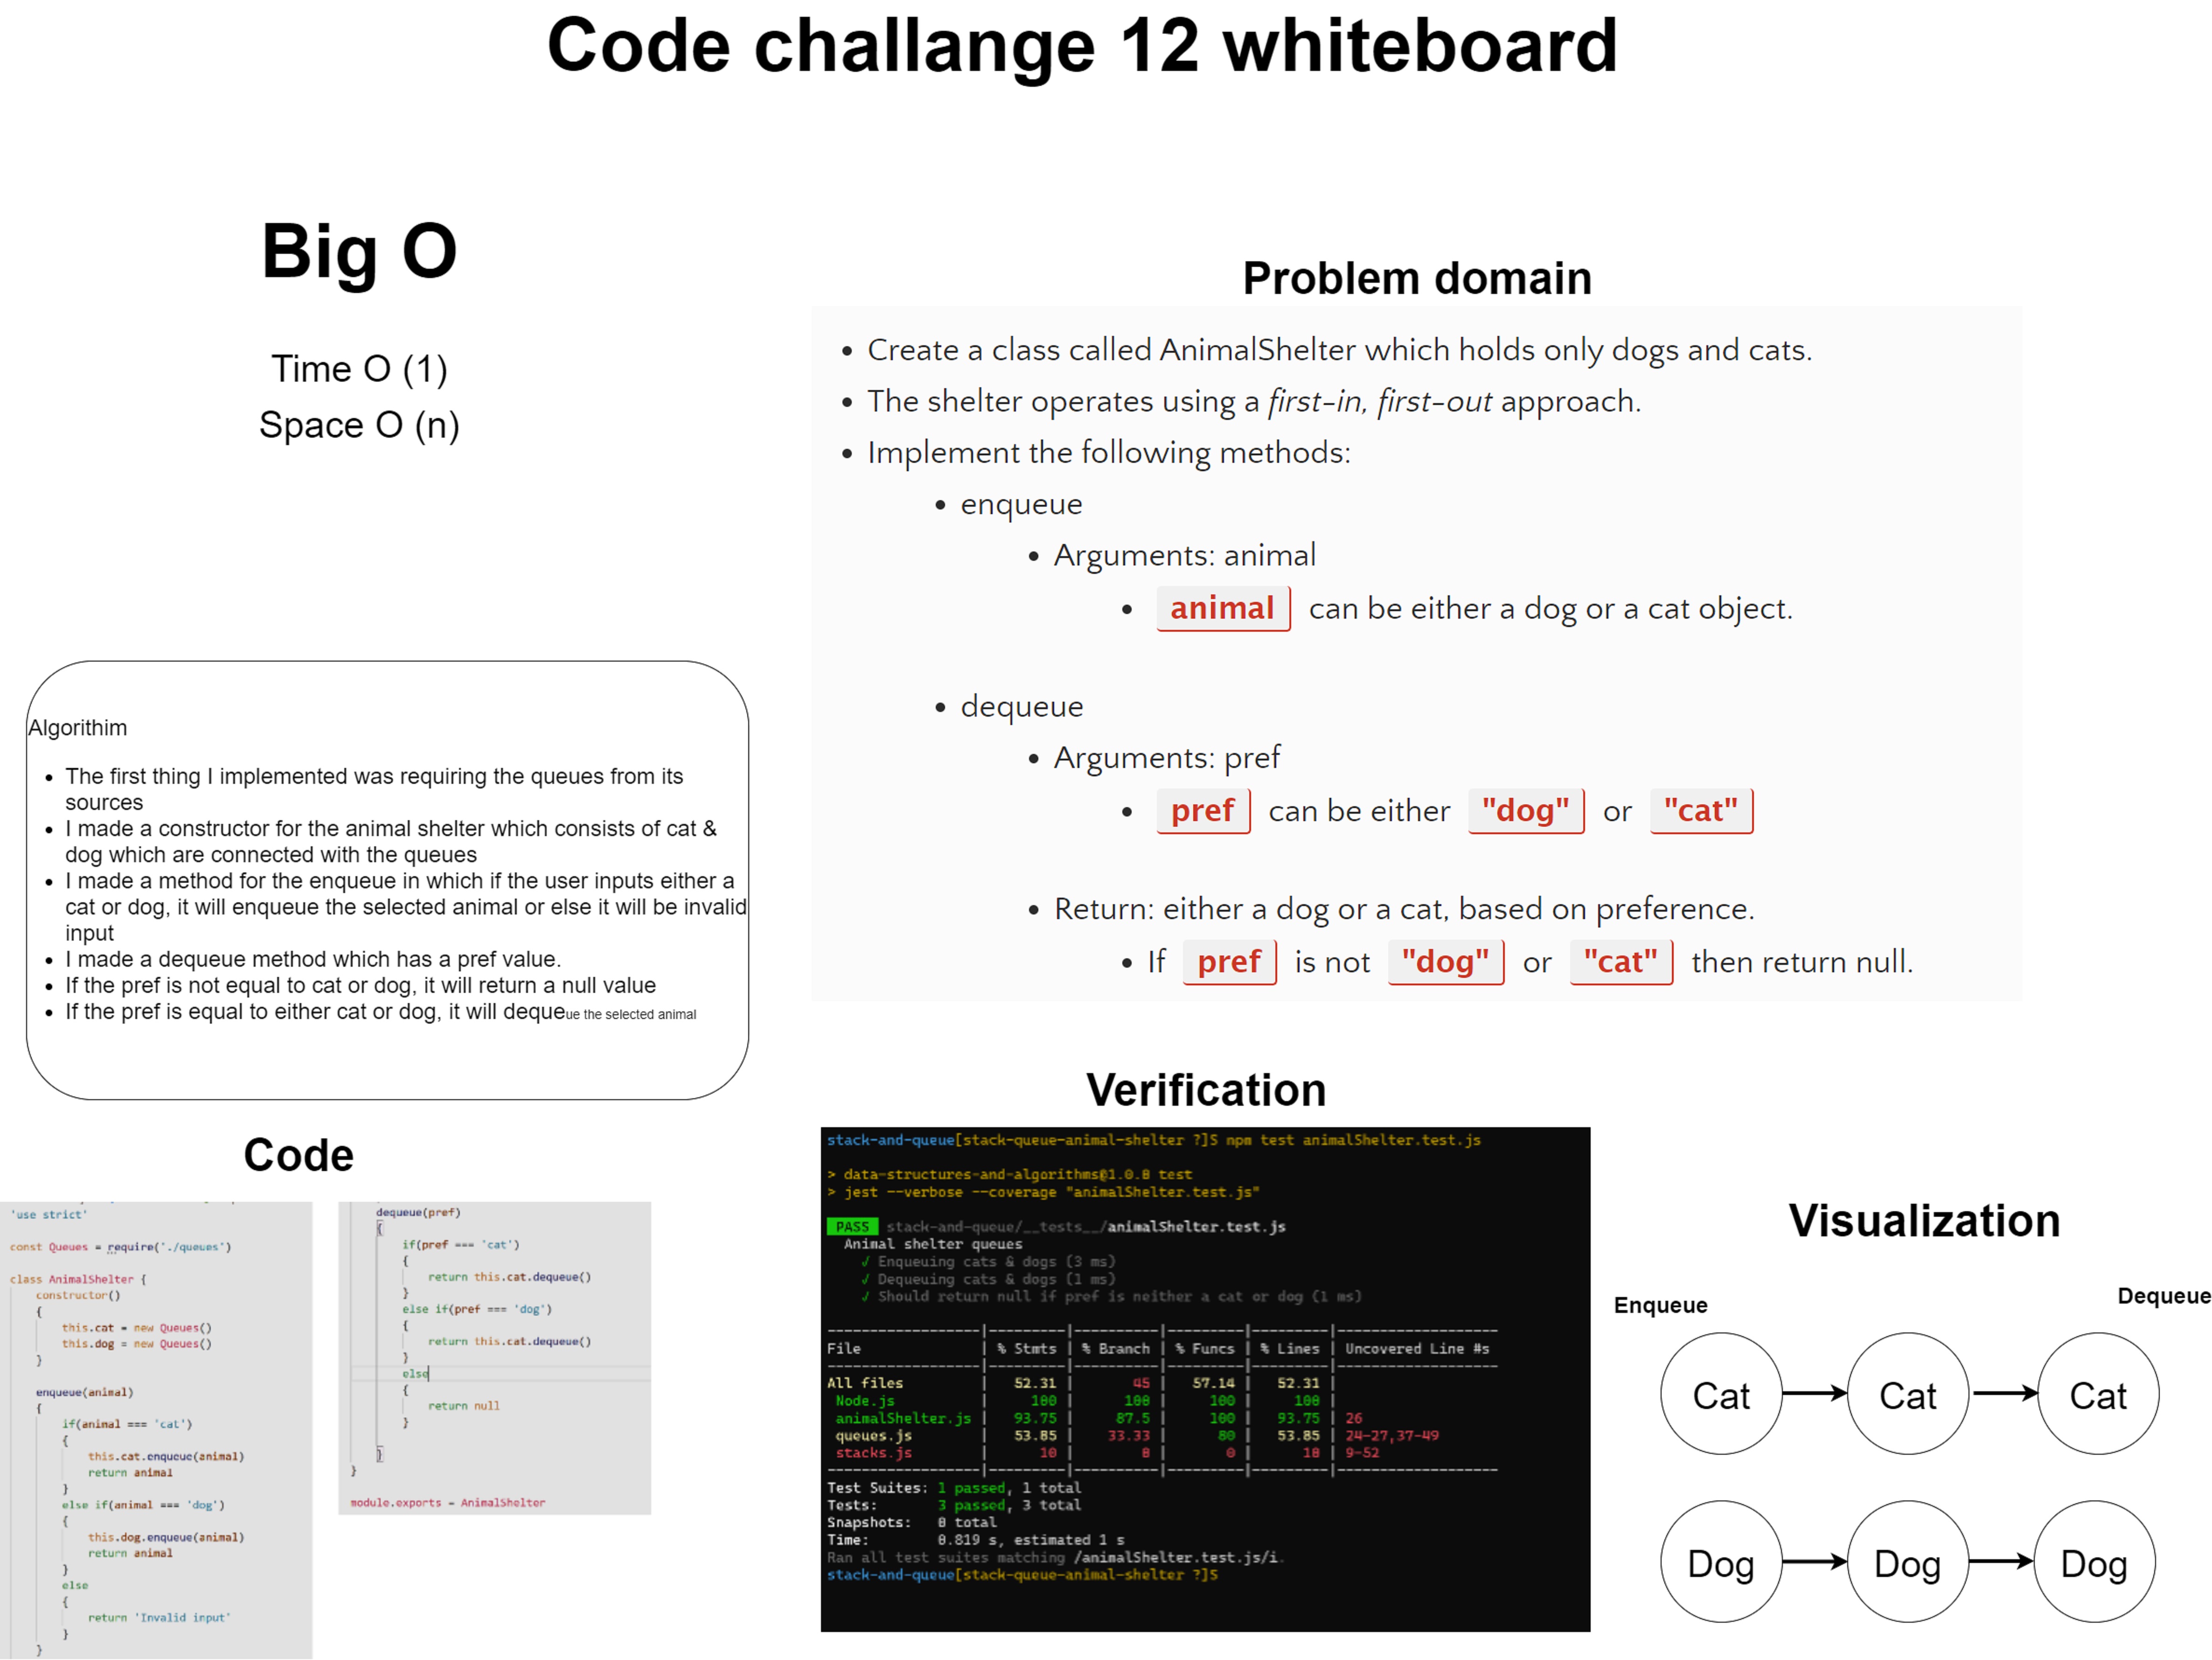 Code challange 12 whiteboard
Big O
Time O (1)
Space O (n)
Problem domain
• Create a class called AnimalShelter which holds only dogs and cats.
• The shelter operates using a first-in, first-out approach.
• Implement the following methods:
• enqueue
• Arguments: animal
• animal can be either a dog or a cat object.
• dequeue
• Arguments: pref
• pref can be either "dog" or "cat"
• Return: either a dog or a cat, based on preference.
• If pref is not "dog" or "cat" then return null.
Algorithim
• The first thing I implemented was requiring the queues from its
sources
• I made a constructor for the animal shelter which consists of cat &
dog which are connected with the queues
• I made a method for the enqueue in which if the user inputs either a
cat or dog, it will enqueue the selected animal or else it will be invalid
input
• I made a dequeue method which has a pref value.
• If the pref is not equal to cat or dog, it will return a null value
• If the pref is equal to either cat or dog, it will dequeue the selected animal
Code
'use strict'
const Queues = require('./queues')
class AnimalShelter {
constructor()
{
this.cat = new Queues()
this.dog = new Queues()
}
enqueue(animal)
{
if(animal === 'cat')
{
this.cat.enqueue(animal)
return animal
}
else if(animal === 'dog')
{
this.dog.enqueue(animal)
return animal
}
else
{
return 'Invalid input'
}
}
dequeue(pref)
{
if(pref === 'cat')
{
return this.cat.dequeue()
}
else if(pref === 'dog')
{
return this.cat.dequeue()
}
else
{
return null
}
}
}
module.exports = AnimalShelter
Verification
stack-and-queue[stack-queue-animal-shelter ?]$ npm test animalShelter.test.js
> data-structures-and-algorithms@1.0.0 test
> jest --verbose --coverage "animalShelter.test.js"
PASS stack-and-queue/__tests__/animalShelter.test.js
Animal shelter queues
√ Enqueuing cats & dogs (3 ms)
√ Dequeuing cats & dogs (1 ms)
√ Should return null if pref is neither a cat or dog (1 ms)
File | % Stmts | % Branch | % Funcs | % Lines | Uncovered Line #s
All files | 52.31 | 45 | 57.14 | 52.31 |
Node.js | 100 | 100 | 100 | 100 |
animalShelter.js | 93.75 | 87.5 | 100 | 93.75 | 26
queues.js | 53.85 | 33.33 | 80 | 53.85 | 24-27,37-49
stacks.js | 10 | 0 | 0 | 10 | 9-52
Test Suites: 1 passed, 1 total
Tests: 3 passed, 3 total
Snapshots: 0 total
Time: 0.819 s, estimated 1 s
Ran all test suites matching /animalShelter.test.js/i.
stack-and-queue[stack-queue-animal-shelter ?]$
Visualization
Enqueue
Dequeue
Cat
Cat
Cat
Dog
Dog
Dog